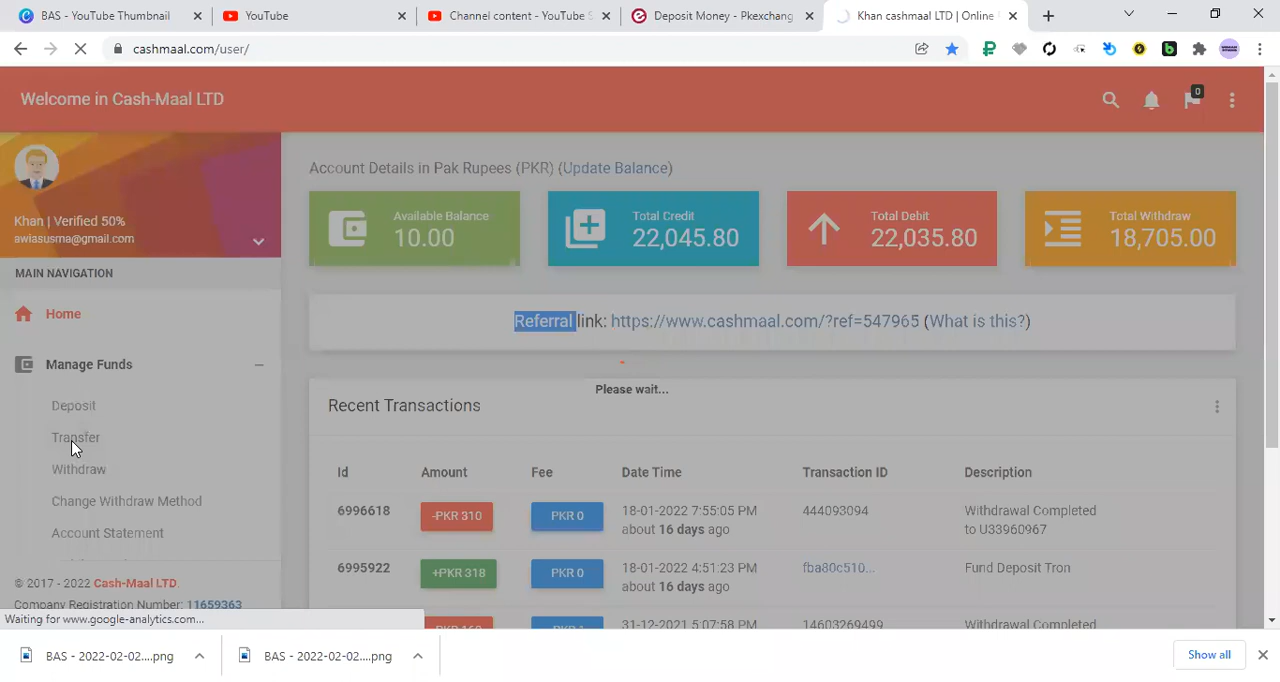 BAS - YouTube Thumbnail
YouTube
Channel content - YouTube S
Deposit Money - Pkexchang
Khan cashmaal LTD | Online
cashmaal.com/user/
Welcome in Cash-Maal LTD
0
Khan | Verified 50%
awiasusma@gmail.com
MAIN NAVIGATION
Home
Manage Funds
Deposit
Transfer
Withdraw
Change Withdraw Method
Account Statement
© 2017 - 2022 Cash-Maal LTD.
Company Registration Number: 11659363
Waiting for www.google-analytics.com...
Account Details in Pak Rupees (PKR) (Update Balance)
Available Balance
10.00
Total Credit
22,045.80
Total Debit
22,035.80
Total Withdraw
18,705.00
Referral link: https://www.cashmaal.com/?ref=547965 (What is this?)
Please wait...
Recent Transactions
Id Amount Fee Date Time Transaction ID Description
6996618 -PKR 310 PKR 0 18-01-2022 7:55:05 PM 444093094 Withdrawal Completed
about 16 days ago to U33960967
6995922 +PKR 318 PKR 0 18-01-2022 4:51:23 PM fba80c510... Fund Deposit Tron
about 16 days ago
-PKR 160 PKR 1 31-12-2021 5:07:58 PM 14603269499 Withdrawal Completed
BAS - 2022-02-02....png
BAS - 2022-02-02....png
Show all